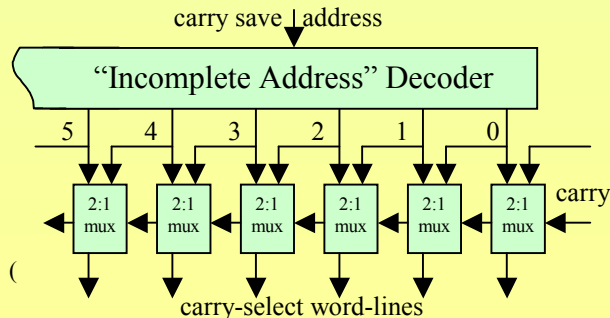 carry save address
“Incomplete Address” Decoder
5 4 3 2 1 0
2:1 2:1 2:1 2:1 2:1 2:1
mux mux mux mux mux mux
carry
(
carry-select word-lines